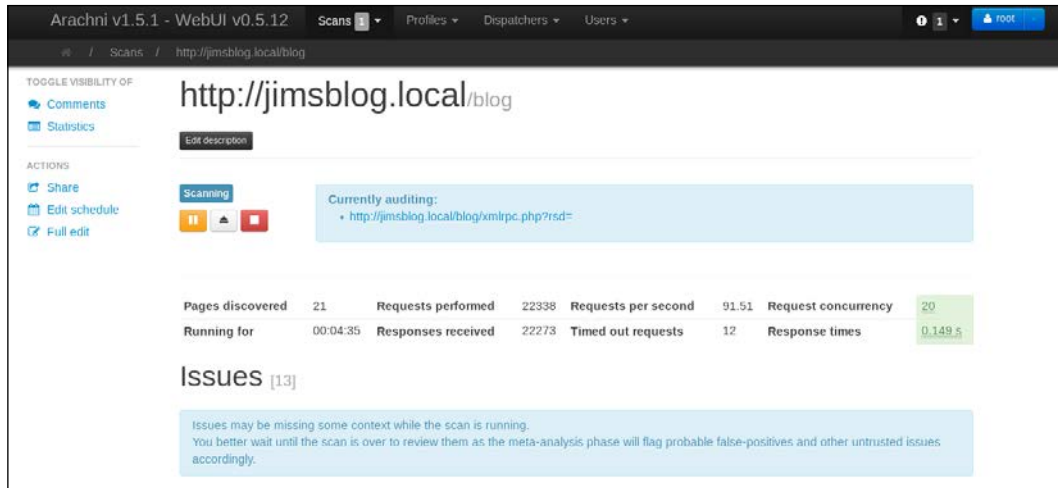 Arachni v1.5.1 - WebUI v0.5.12 Scans 1 Profiles Dispatchers Users 1 root
/ Scans / http://jimsblog.local/blog
TOGGLE VISIBILITY OF
Comments
Statistics
ACTIONS
Share
Edit schedule
Full edit
http://jimsblog.local/blog
Edit description
Scanning
Currently auditing:
• http://jimsblog.local/blog/xmlrpc.php?rsd=
Pages discovered 21 Requests performed 22338 Requests per second 91.51 Request concurrency 20
Running for 00:04:35 Responses received 22273 Timed out requests 12 Response times 0.149 s
Issues [13]
Issues may be missing some context while the scan is running.
You better wait until the scan is over to review them as the meta-analysis phase will flag probable false-positives and other untrusted issues
accordingly.